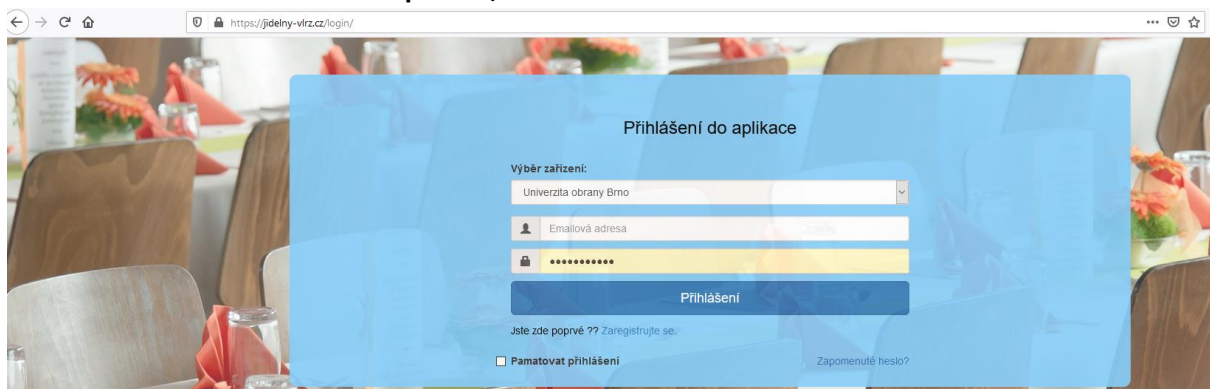 https://jidelny-vlrz.cz/login/
Přihlášení do aplikace
Výběr zařízení:
Univerzita obrany Brno
Emailová adresa
●●●●●●●●●●●
Přihlášení
Jste zde poprvé ?? Zaregistrujte se.
Pamatovat přihlášení
Zapomenuté heslo?